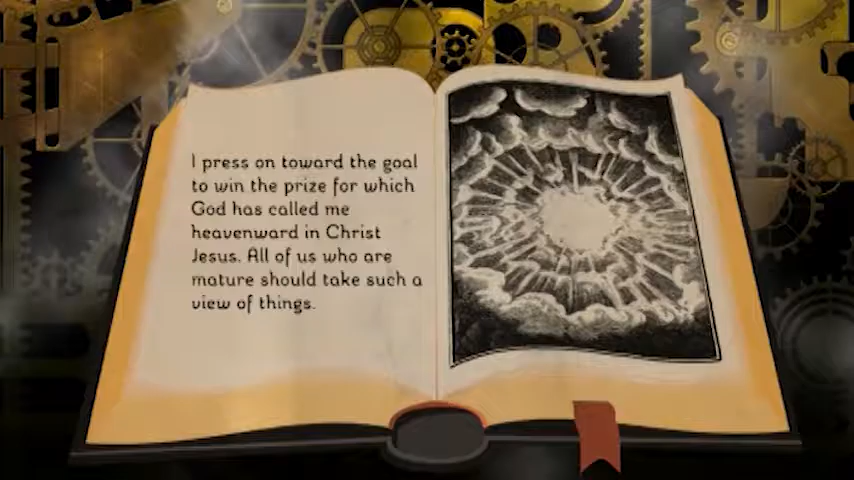 I press on toward the goal
to win the prize for which
God has called me
heavenward in Christ
Jesus. All of us who are
mature should take such a
view of things.